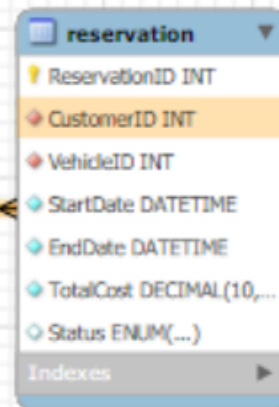 reservation
ReservationID INT
CustomerID INT
VehicleID INT
StartDate DATETIME
EndDate DATETIME
TotalCost DECIMAL(10,...
Status ENUM(...)
Indexes